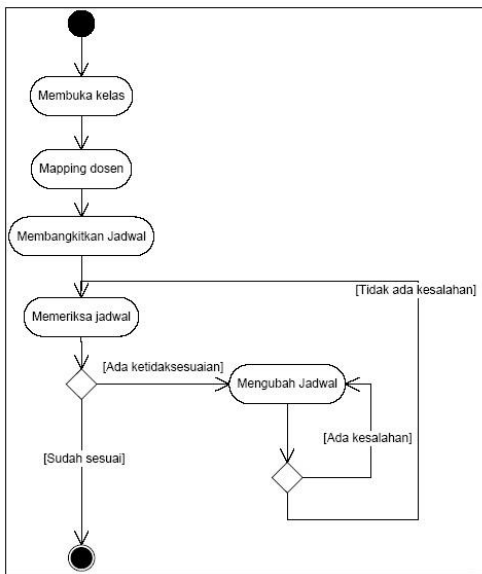 Membuka kelas
Mapping dosen
Membangkitkan Jadwal
[Tidak ada kesalahan]
Memeriksa jadwal
[Ada ketidaksesuaian]
Mengubah Jadwal
[Ada kesalahan]
[Sudah sesuai]